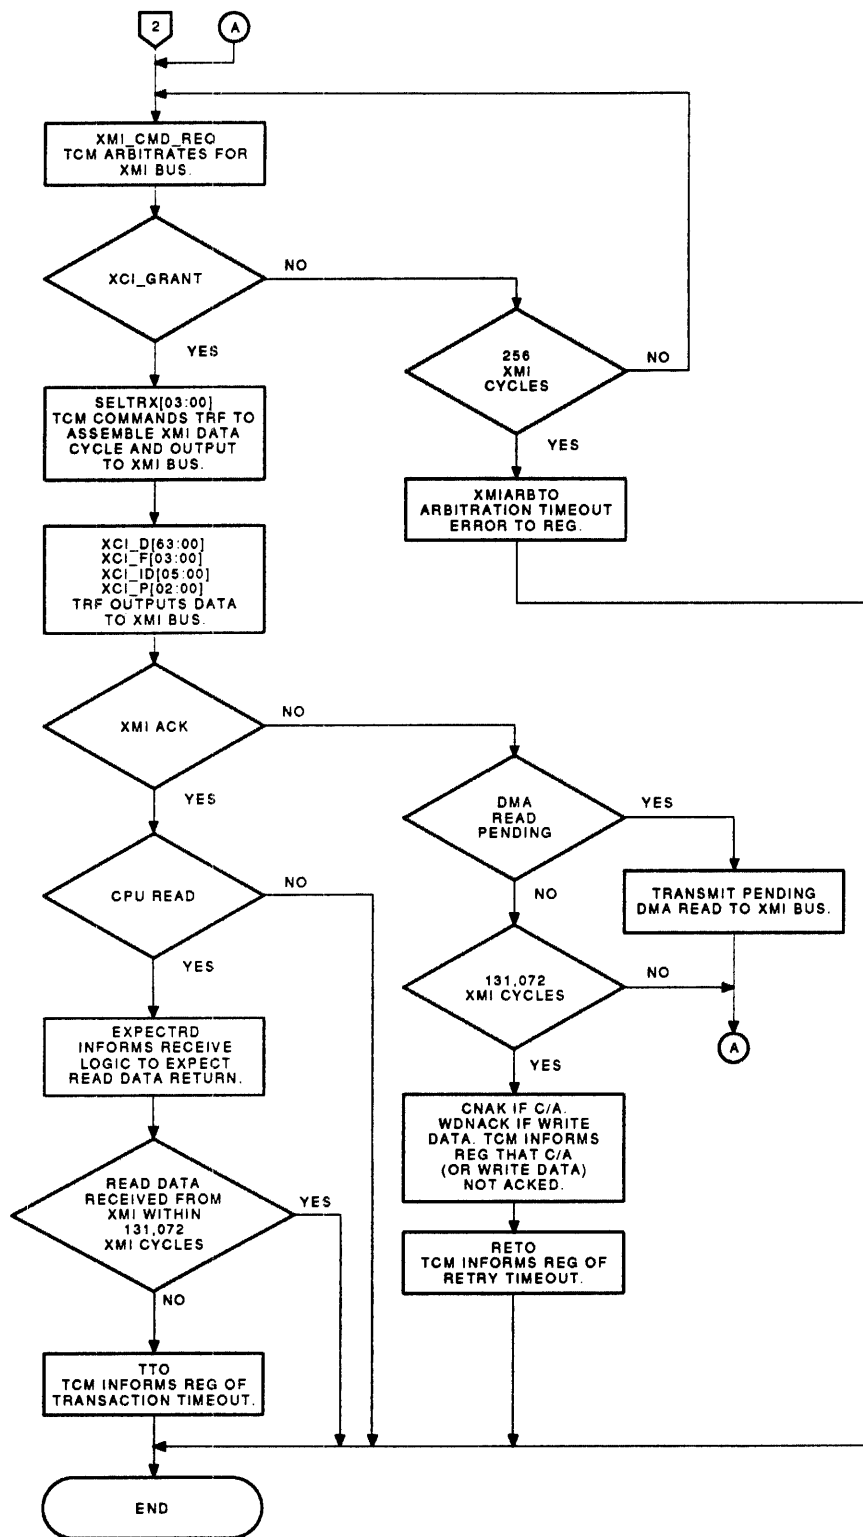 2
A
XMI_CMD_REQ
TCM ARBITRATES FOR
XMI BUS.
XCI_GRANT
NO
YES
256
XMI
CYCLES
NO
YES
SELTRX[03:00]
TCM COMMANDS TRF TO
ASSEMBLE XMI DATA
CYCLE AND OUTPUT
TO XMI BUS.
XMIARBTO
ARBITRATION TIMEOUT
ERROR TO REG.
XCI_D[63:00]
XCI_F[03:00]
XCI_ID[05:00]
XCI_P[02:00]
TRF OUTPUTS DATA
TO XMI BUS.
XMI ACK
NO
YES
DMA
READ
PENDING
YES
NO
TRANSMIT PENDING
DMA READ TO XMI BUS.
CPU READ
NO
YES
131,072
XMI CYCLES
NO
YES
A
EXPECTRD
INFORMS RECEIVE
LOGIC TO EXPECT
READ DATA RETURN.
CNAK IF C/A.
WDNACK IF WRITE
DATA. TCM INFORMS
REG THAT C/A
(OR WRITE DATA)
NOT ACKED.
READ DATA
RECEIVED FROM
XMI WITHIN
131,072
XMI CYCLES
YES
NO
RETO
TCM INFORMS REG OF
RETRY TIMEOUT.
TTO
TCM INFORMS REG OF
TRANSACTION TIMEOUT.
END